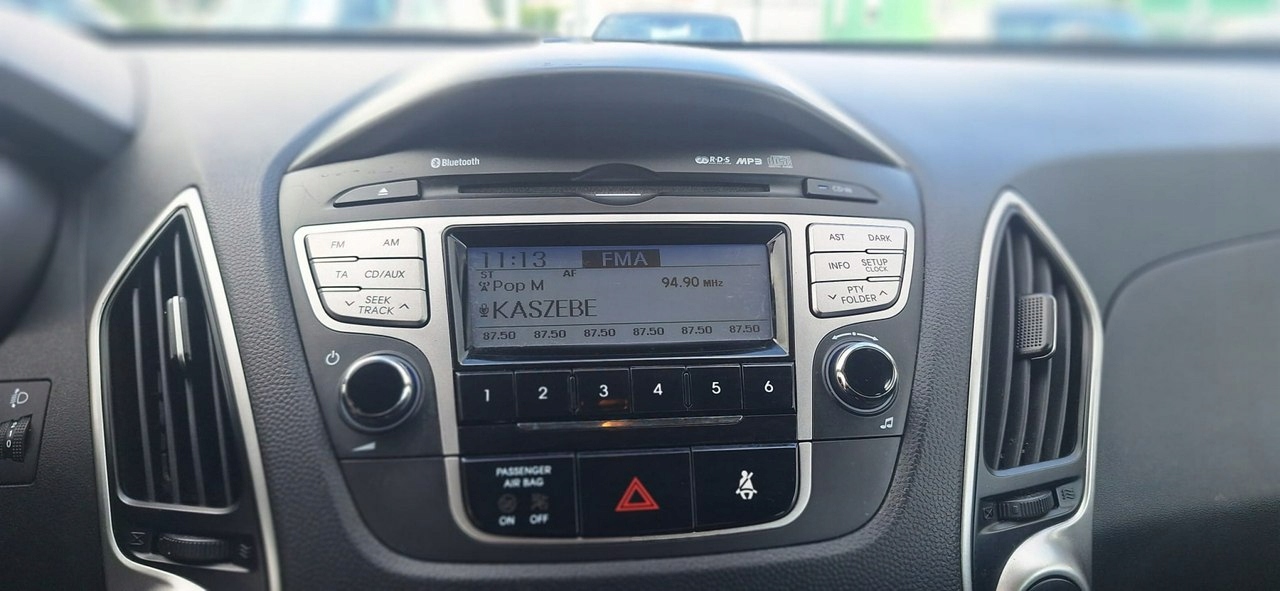 Bluetooth
R·D·S MP3
CD-IN
FM AM
TA CD/AUX
SEEK
TRACK
11:13 FMA
ST AF
Pop M 94.90 MHz
KASZEBE
87.50 87.50 87.50 87.50 87.50 87.50
AST DARK
INFO SETUP
CLOCK
PTY
FOLDER
1 2 3 4 5 6
PASSENGER
AIR BAG
ON OFF
0
1